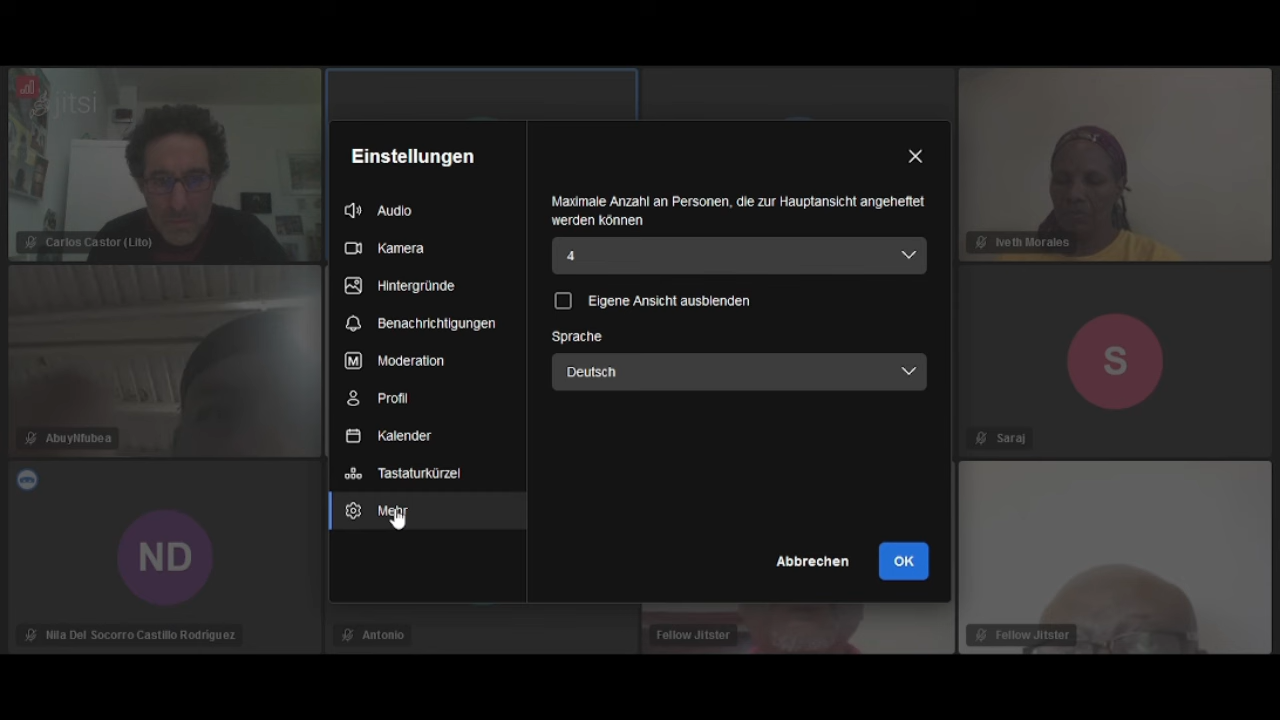 jitsi
Carlos Castor (Lito)
Iveth Morales
AbuyNfubea
S
Saraj
ND
Nila Del Socorro Castillo Rodriguez
Antonio
Fellow Jitster
Fellow Jitster
Einstellungen
Audio
Kamera
Hintergründe
Benachrichtigungen
M
Moderation
Profil
Kalender
Tastaturkürzel
Mehr
Maximale Anzahl an Personen, die zur Hauptansicht angeheftet
werden können
4
Eigene Ansicht ausblenden
Sprache
Deutsch
Abbrechen
OK